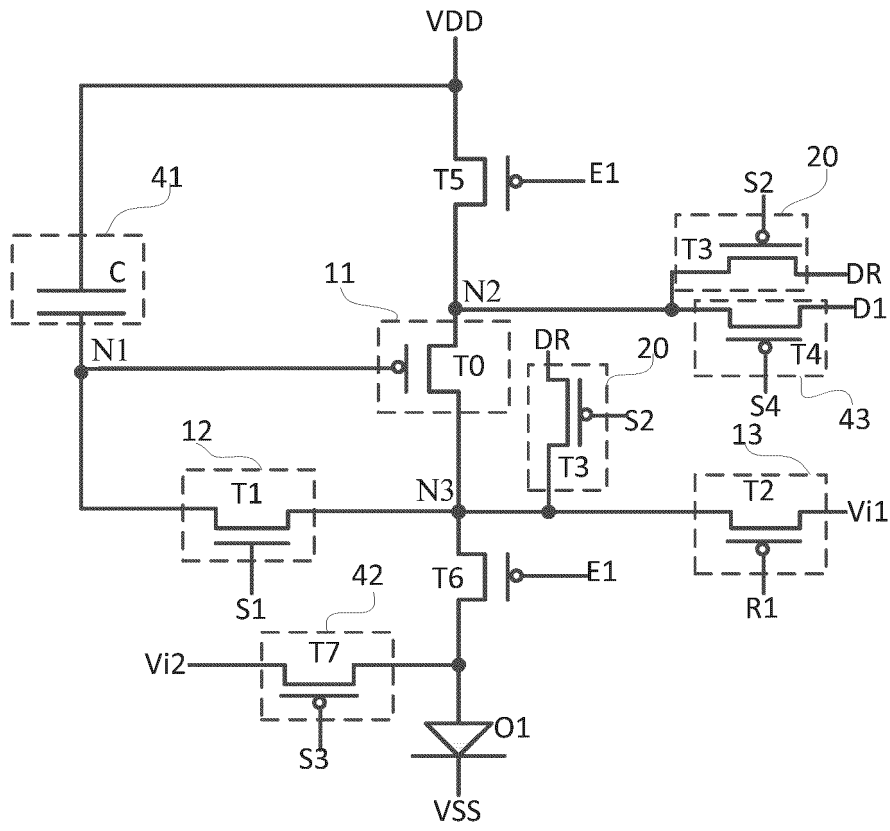 VDD
41
T5
E1
S2
20
T3
DR
C
11
N2
D1
N1
T0
DR
20
T4
S4
43
S2
12
T3
13
T1
N3
T2
Vi1
S1
42
T6
E1
R1
Vi2
T7
S3
O1
VSS